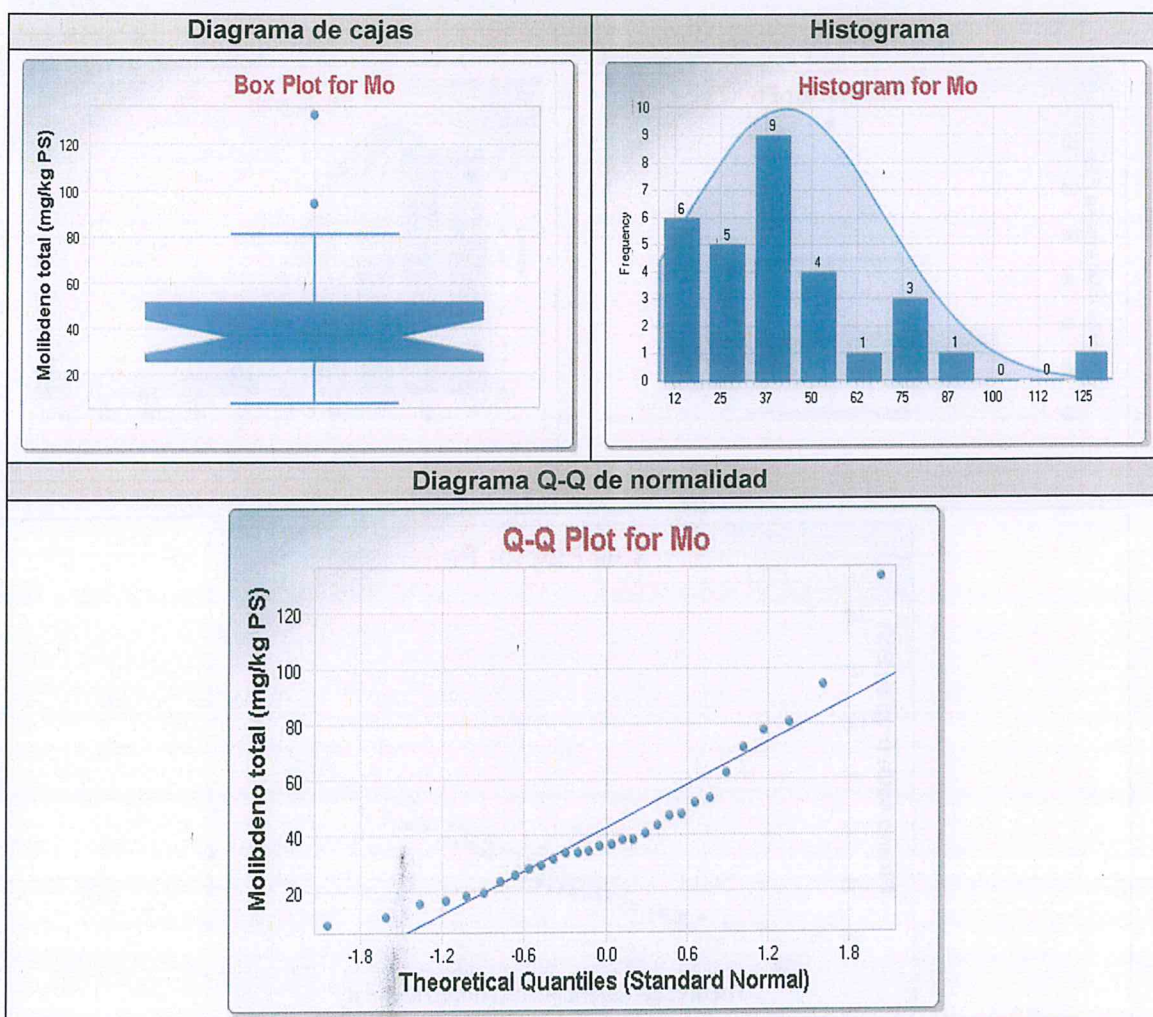 Diagrama de cajas
Histograma
Box Plot for Mo
Molibdeno total (mg/kg PS)
120
100
80
60
40
20
Histogram for Mo
Frequency
10
9
8
7
6
5
4
3
2
1
0
6
5
9
4
1
3
1
0
0
1
12 25 37 50 62 75 87 100 112 125
Diagrama Q-Q de normalidad
Q-Q Plot for Mo
Molibdeno total (mg/kg PS)
120
100
80
60
40
20
-1.8 -1.2 -0.6 0.0 0.6 1.2 1.8
Theoretical Quantiles (Standard Normal)